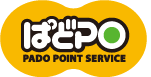 ぱどPO
PADO POINT SERVICE